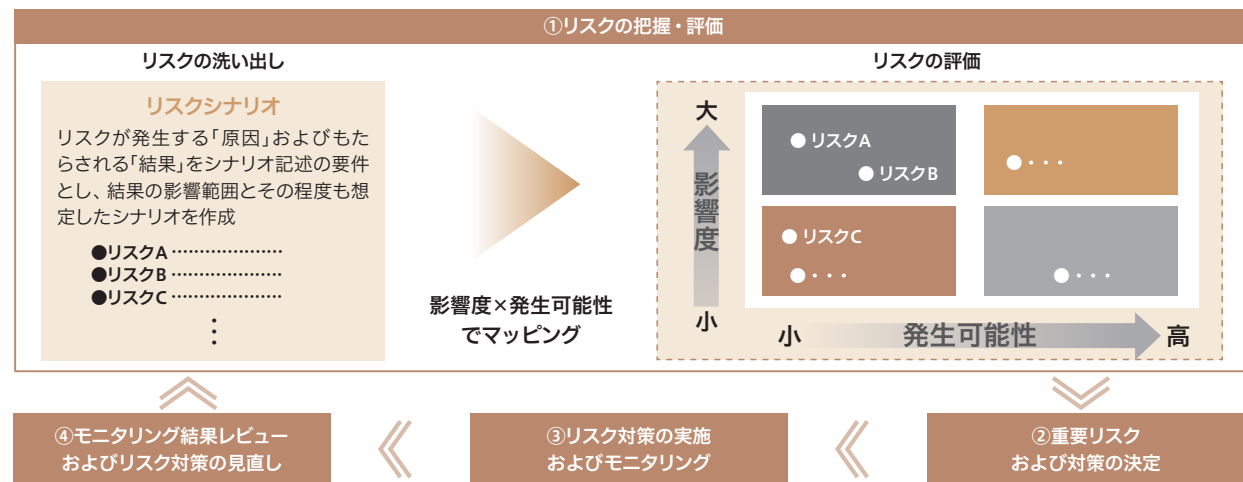 ①リスクの把握・評価
リスクの洗い出し
リスクシナリオ
リスクが発生する「原因」およびもた
らされる「結果」をシナリオ記述の要件
とし、結果の影響範囲とその程度も想
定したシナリオを作成
●リスクA ····················
●リスクB ····················
●リスクC ····················
⋮
影響度×発生可能性
でマッピング
リスクの評価
大
影響度
小
● リスクA
● リスクB
●・・・
● リスクC
●・・・
●・・・
小
発生可能性
高
②重要リスク
および対策の決定
③リスク対策の実施
およびモニタリング
④モニタリング結果レビュー
およびリスク対策の見直し